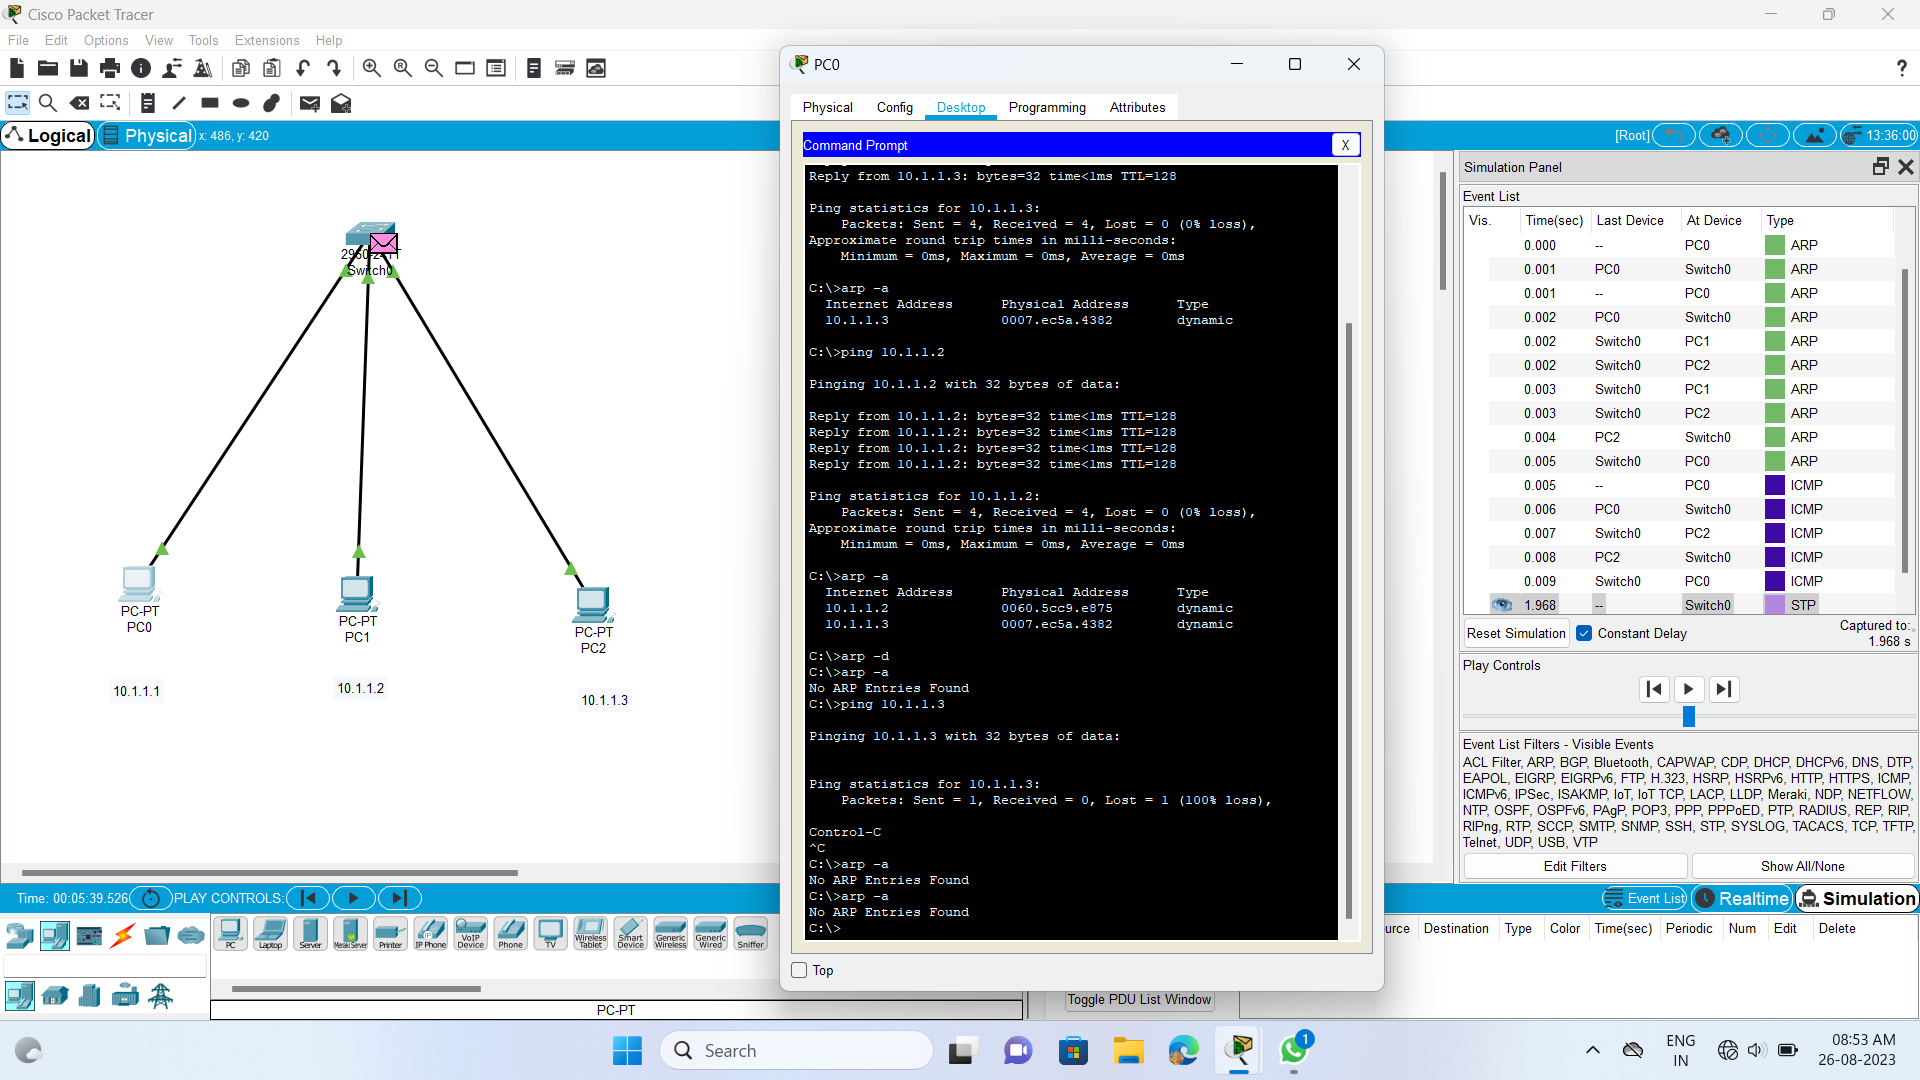 Cisco Packet Tracer
File Edit Options View Tools Extensions Help
Logical Physical x: 486, y: 420
[Root] 13:36:00
Switch0
PC-PT
PC0
10.1.1.1
PC-PT
PC1
10.1.1.2
PC-PT
PC2
10.1.1.3
PC0
Physical Config Desktop Programming Attributes
Command Prompt X
Reply from 10.1.1.3: bytes=32 time<1ms TTL=128
Ping statistics for 10.1.1.3:
Packets: Sent = 4, Received = 4, Lost = 0 (0% loss),
Approximate round trip times in milli-seconds:
Minimum = 0ms, Maximum = 0ms, Average = 0ms
C:\>arp -a
Internet Address Physical Address Type
10.1.1.3 0007.ec5a.4382 dynamic
C:\>ping 10.1.1.2
Pinging 10.1.1.2 with 32 bytes of data:
Reply from 10.1.1.2: bytes=32 time<1ms TTL=128
Reply from 10.1.1.2: bytes=32 time<1ms TTL=128
Reply from 10.1.1.2: bytes=32 time<1ms TTL=128
Reply from 10.1.1.2: bytes=32 time<1ms TTL=128
Ping statistics for 10.1.1.2:
Packets: Sent = 4, Received = 4, Lost = 0 (0% loss),
Approximate round trip times in milli-seconds:
Minimum = 0ms, Maximum = 0ms, Average = 0ms
C:\>arp -a
Internet Address Physical Address Type
10.1.1.2 0060.5cc9.e875 dynamic
10.1.1.3 0007.ec5a.4382 dynamic
C:\>arp -d
C:\>arp -a
No ARP Entries Found
C:\>ping 10.1.1.3
Pinging 10.1.1.3 with 32 bytes of data:
Ping statistics for 10.1.1.3:
Packets: Sent = 1, Received = 0, Lost = 1 (100% loss),
Control-C
^C
C:\>arp -a
No ARP Entries Found
C:\>arp -a
No ARP Entries Found
C:\>
Top
Simulation Panel
Event List
Vis. Time(sec) Last Device At Device Type
0.000 -- PC0 ARP
0.001 PC0 Switch0 ARP
0.001 -- PC0 ARP
0.002 PC0 Switch0 ARP
0.002 Switch0 PC1 ARP
0.002 Switch0 PC2 ARP
0.003 Switch0 PC1 ARP
0.003 Switch0 PC2 ARP
0.004 PC2 Switch0 ARP
0.005 Switch0 PC0 ARP
0.005 -- PC0 ICMP
0.006 PC0 Switch0 ICMP
0.007 Switch0 PC2 ICMP
0.008 PC2 Switch0 ICMP
0.009 Switch0 PC0 ICMP
1.968 -- Switch0 STP
Reset Simulation Constant Delay Captured to:
1.968 s
Play Controls
Event List Filters - Visible Events
ACL Filter, ARP, BGP, Bluetooth, CAPWAP, CDP, DHCP, DHCPv6, DNS, DTP,
EAPOL, EIGRP, EIGRPv6, FTP, H.323, HSRP, HSRPv6, HTTP, HTTPS, ICMP,
ICMPv6, IPSec, ISAKMP, IoT, IoT TCP, LACP, LLDP, Meraki, NDP, NETFLOW,
NTP, OSPF, OSPFv6, PAgP, POP3, PPP, PPPoED, PTP, RADIUS, REP, RIP,
RIPng, RTP, SCCP, SMTP, SNMP, SSH, STP, SYSLOG, TACACS, TCP, TFTP,
Telnet, UDP, USB, VTP
Edit Filters Show All/None
Time: 00:05:39.526 PLAY CONTROLS:
Event List Realtime Simulation
PC Laptop Server Meraki Server Printer IP Phone VoIP Device Phone TV Wireless Tablet Smart Device Generic Wireless Generic Wired Sniffer
urce Destination Type Color Time(sec) Periodic Num Edit Delete
Toggle PDU List Window
PC-PT
Search
1
ENG
IN
08:53 AM
26-08-2023